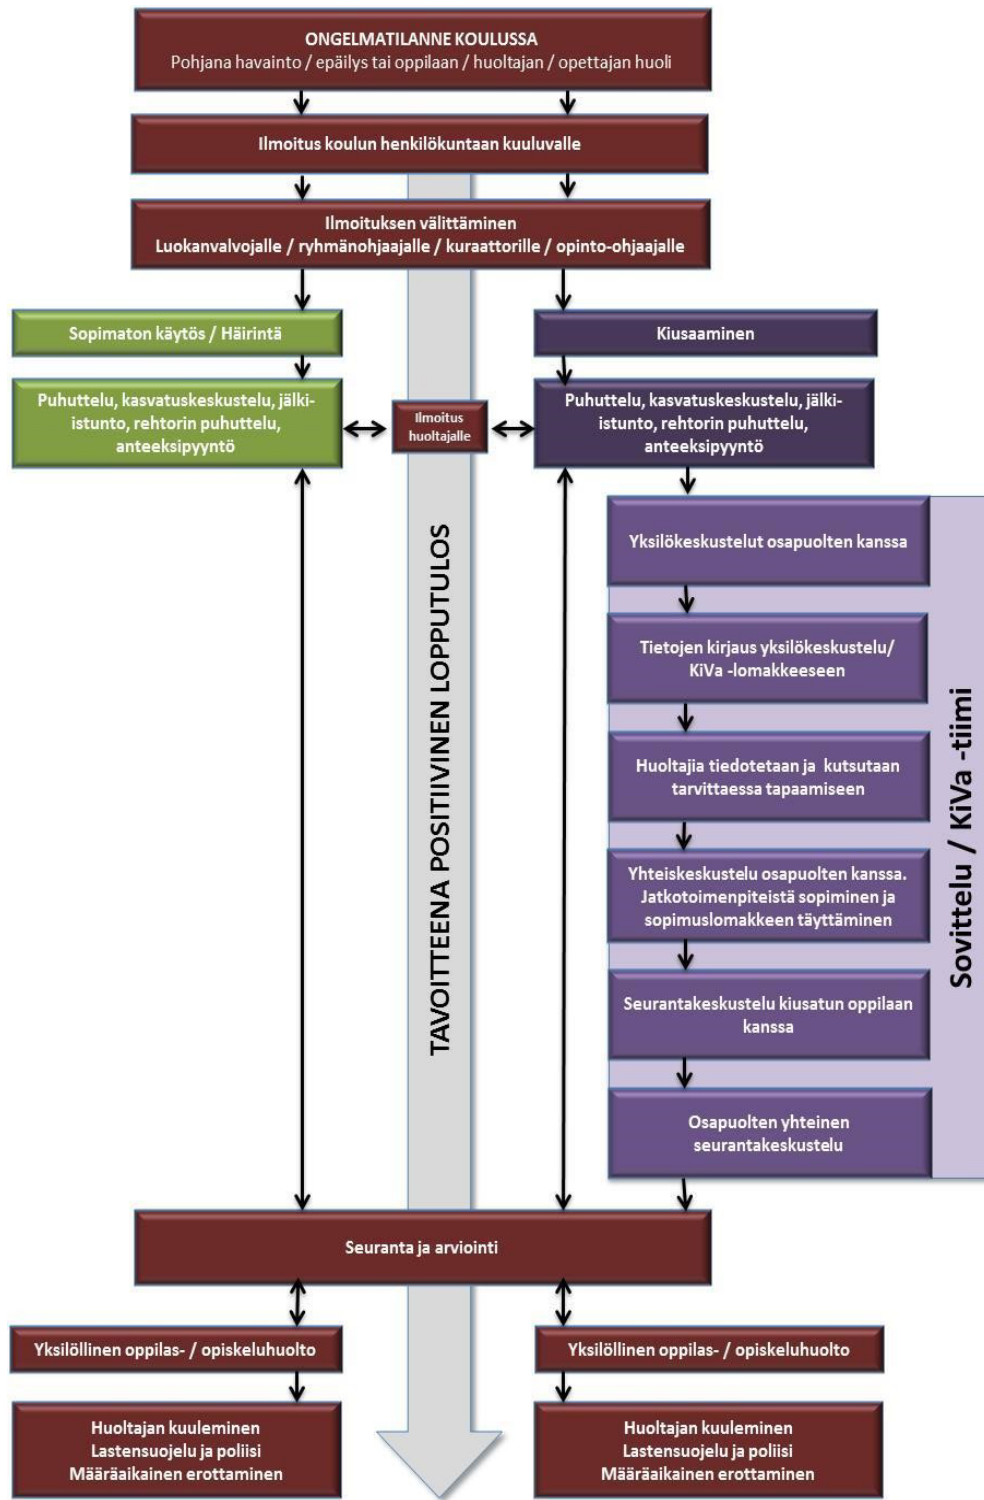 ONGELMATILANNE KOULUSSA
Pohjana havainto / epäilys tai oppilaan / huoltajan / opettajan huoli
Ilmoitus koulun henkilökuntaan kuuluvalle
Ilmoituksen välittäminen
Luokanvalvojalle / ryhmänohjaajalle / kuraattorille / opinto-ohjaajalle
Sopimaton käytös / Häirintä
Puhuttelu, kasvatuskeskustelu, jälki-
istunto, rehtorin puhuttelu,
anteeksipyyntö
Ilmoitus
huoltajalle
Kiusaaminen
Puhuttelu, kasvatuskeskustelu, jälki-
istunto, rehtorin puhuttelu,
anteeksipyyntö
TAVOITTEENA POSITIIVINEN LOPPUTULOS
Yksilökeskustelut osapuolten kanssa
Tietojen kirjaus yksilökeskustelu/
KiVa -lomakkeeseen
Huoltajia tiedotetaan ja kutsutaan
tarvittaessa tapaamiseen
Yhteiskeskustelu osapuolten kanssa.
Jatkotoimenpiteistä sopiminen ja
sopimuslomakkeen täyttäminen
Seurantakeskustelu kiusatun oppilaan
kanssa
Osapuolten yhteinen
seurantakeskustelu
Sovittelu / KiVa -tiimi
Seuranta ja arviointi
Yksilöllinen oppilas- / opiskeluhuolto
Huoltajan kuuleminen
Lastensuojelu ja poliisi
Määräaikainen erottaminen
Yksilöllinen oppilas- / opiskeluhuolto
Huoltajan kuuleminen
Lastensuojelu ja poliisi
Määräaikainen erottaminen